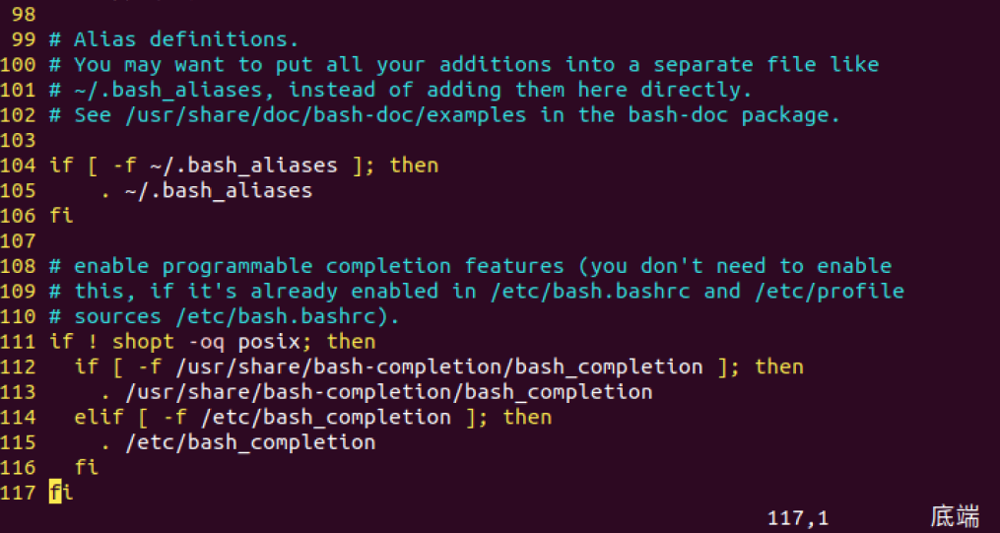 98
99 # Alias definitions.
100 # You may want to put all your additions into a separate file like
101 # ~/.bash_aliases, instead of adding them here directly.
102 # See /usr/share/doc/bash-doc/examples in the bash-doc package.
103
104 if [ -f ~/.bash_aliases ]; then
105     . ~/.bash_aliases
106 fi
107
108 # enable programmable completion features (you don't need to enable
109 # this, if it's already enabled in /etc/bash.bashrc and /etc/profile
110 # sources /etc/bash.bashrc).
111 if ! shopt -oq posix; then
112   if [ -f /usr/share/bash-completion/bash_completion ]; then
113     . /usr/share/bash-completion/bash_completion
114   elif [ -f /etc/bash_completion ]; then
115     . /etc/bash_completion
116   fi
117 fi
117,1 底端